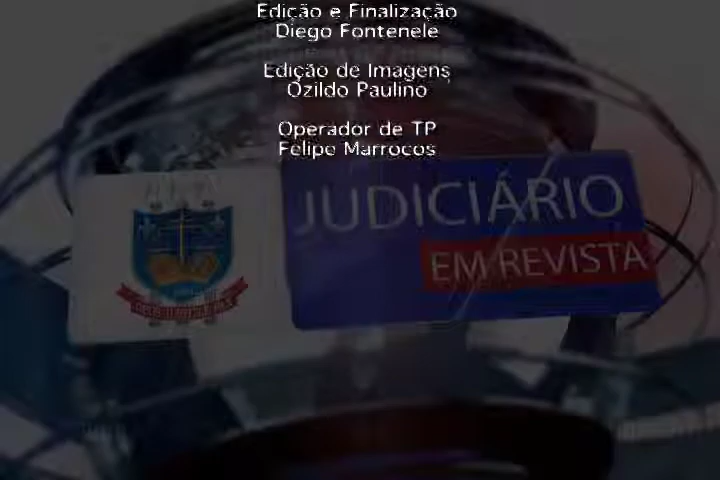 Edição e Finalização
Diego Fontenele
Edição de Imagens
Ozildo Paulino
Operador de TP
Felipe Marrocos
JUDICIÁRIO
EM REVISTA